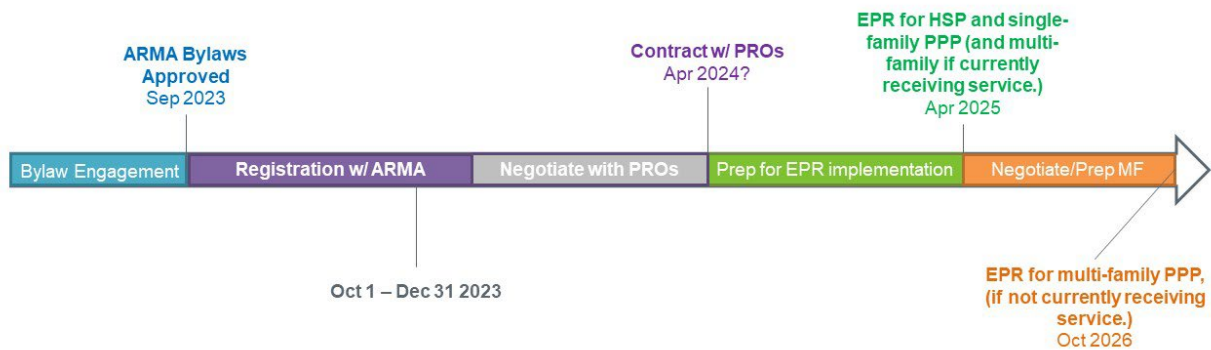 ARMA Bylaws
Approved
Sep 2023
Contract w/ PROs
Apr 2024?
EPR for HSP and single-
family PPP (and multi-
family if currently
receiving service.)
Apr 2025
Bylaw Engagement
Registration w/ ARMA
Negotiate with PROs
Prep for EPR implementation
Negotiate/Prep MF
Oct 1 – Dec 31 2023
EPR for multi-family PPP,
(if not currently receiving
service.)
Oct 2026